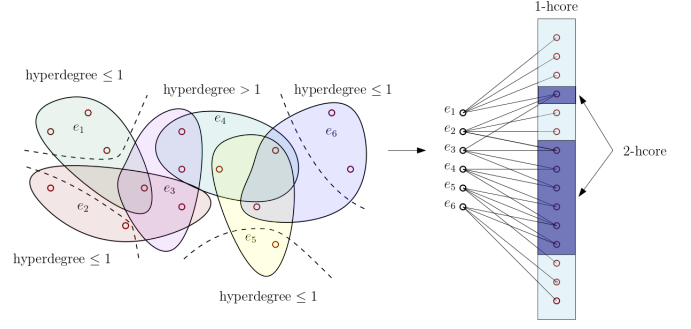 1-hcore
hyperdegree ≤ 1
hyperdegree > 1
hyperdegree ≤ 1
e₁
e₄
e₆
e₃
e₂
e₅
hyperdegree ≤ 1
hyperdegree ≤ 1
e₁
e₂
e₃
e₄
e₅
e₆
2-hcore